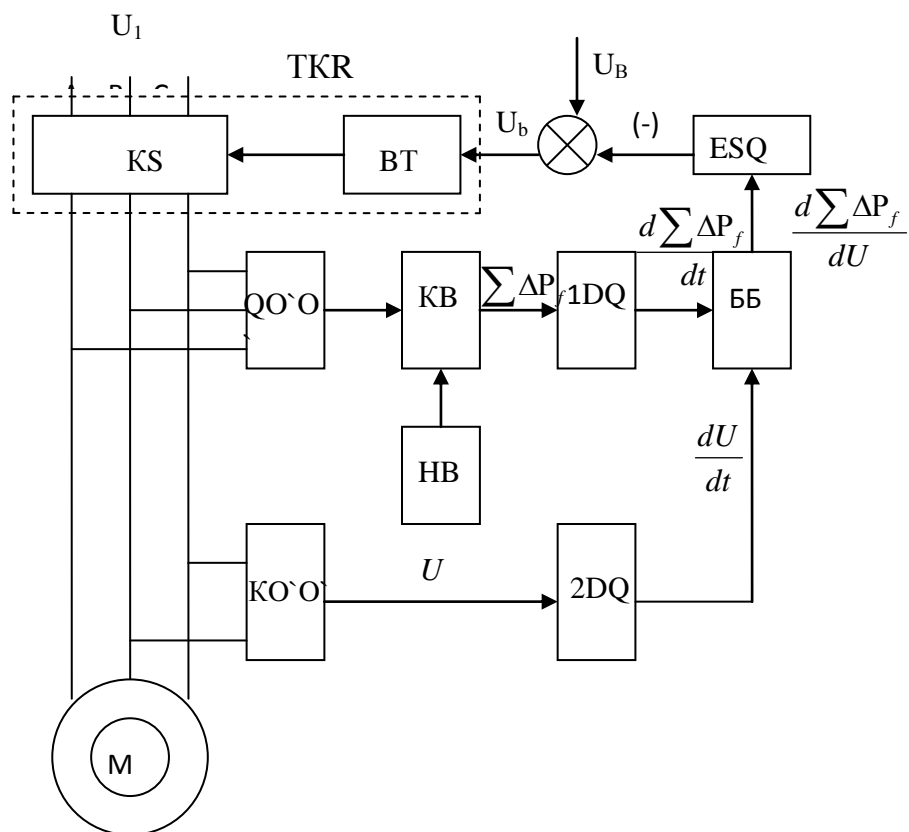 U₁
TKR
U_B
U_b
(-)
KS
BT
ESQ
d∑ΔP_f
dt
d∑ΔP_f
dU
QO`O
`
KB
∑ΔP_f
1DQ
ББ
HB
dU
dt
KO`O`
U
2DQ
M